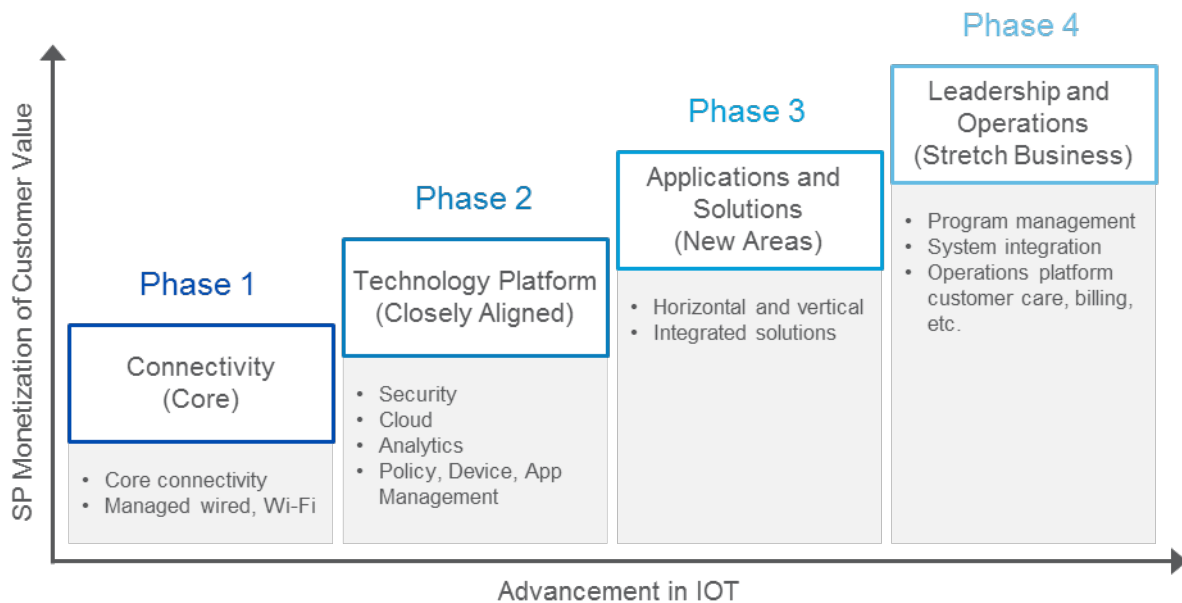 SP Monetization of Customer Value
Phase 1
Connectivity
(Core)
• Core connectivity
• Managed wired, Wi-Fi
Phase 2
Technology Platform
(Closely Aligned)
• Security
• Cloud
• Analytics
• Policy, Device, App
Management
Phase 3
Applications and
Solutions
(New Areas)
• Horizontal and vertical
• Integrated solutions
Phase 4
Leadership and
Operations
(Stretch Business)
• Program management
• System integration
• Operations platform
customer care, billing,
etc.
Advancement in IOT